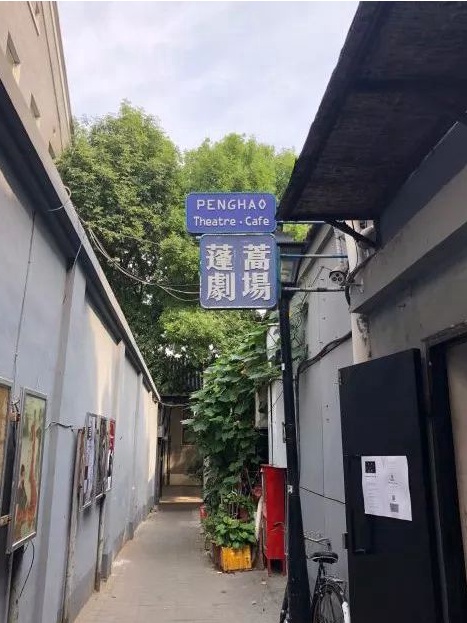 PENGHAO
Theatre·Cafe
蓬蒿
劇場